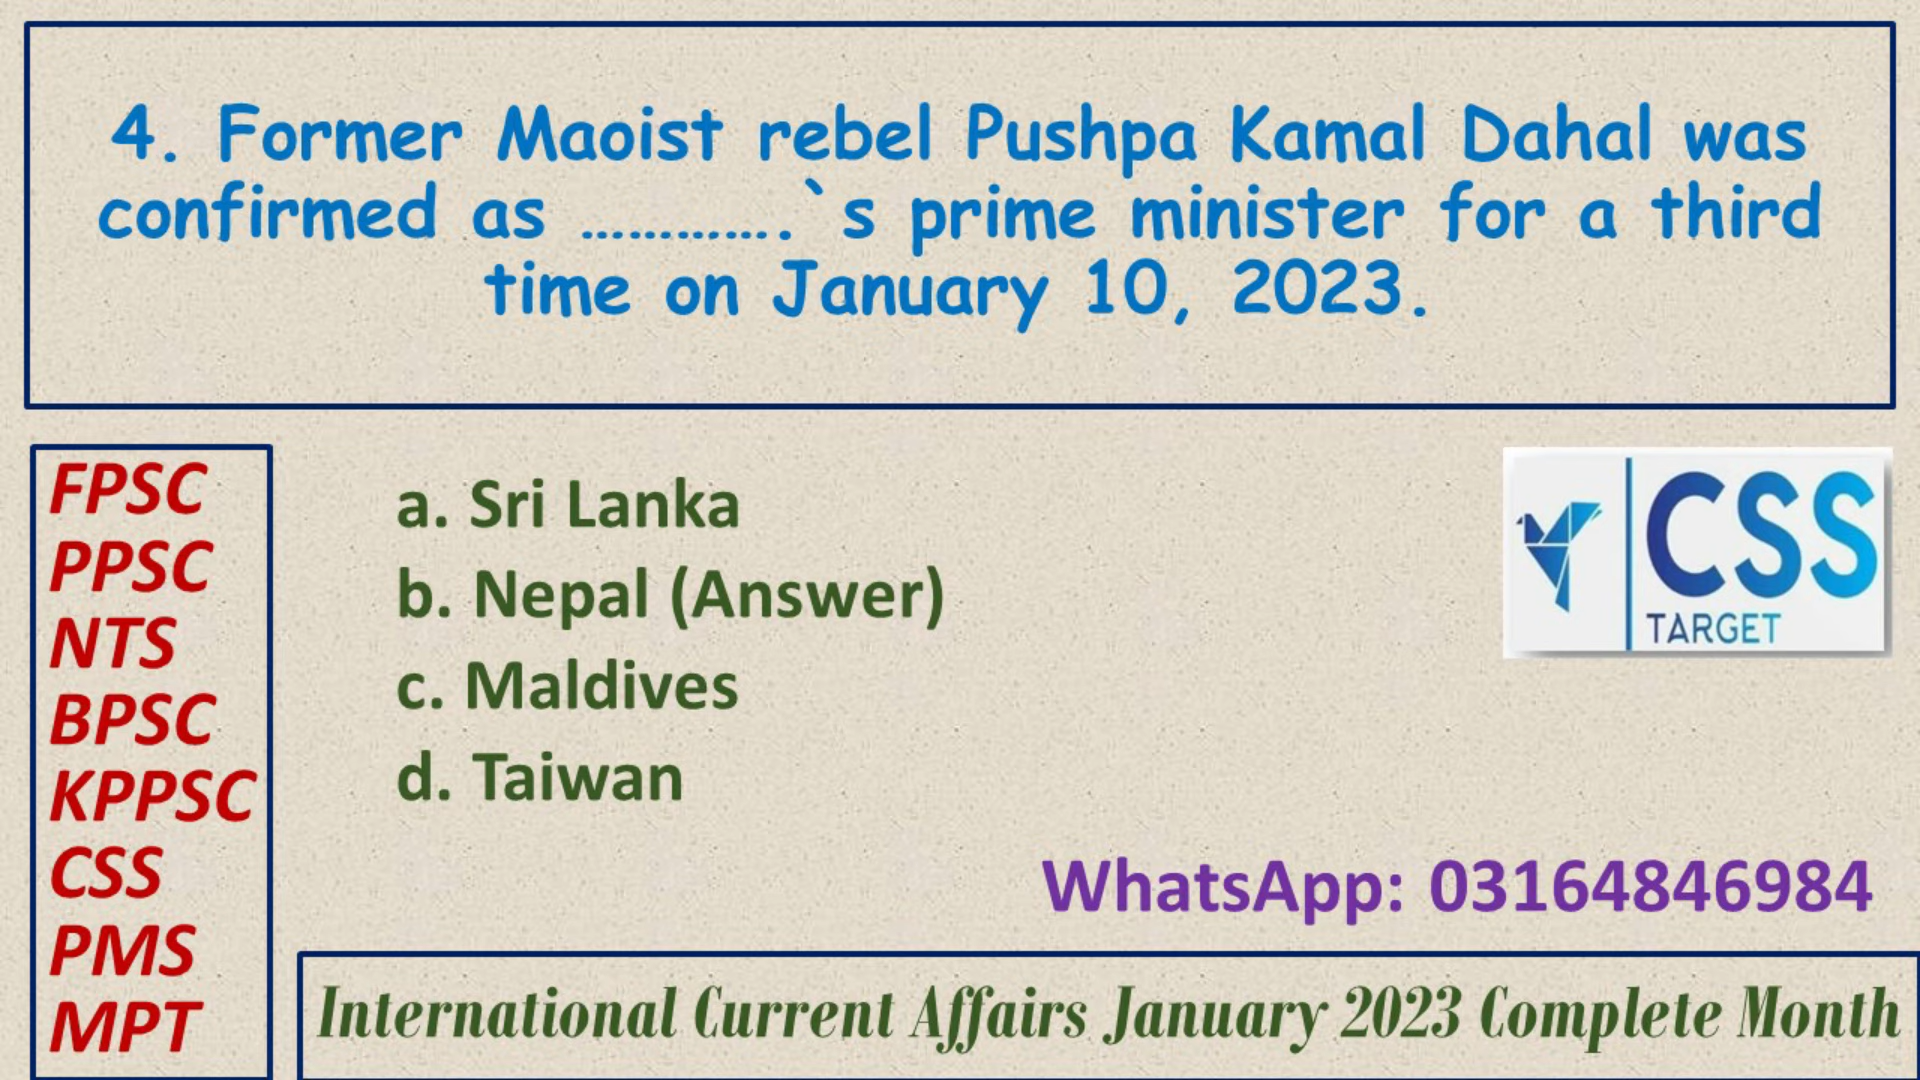 4. Former Maoist rebel Pushpa Kamal Dahal was
confirmed as ………….`s prime minister for a third
time on January 10, 2023.
FPSC
PPSC
NTS
BPSC
KPPSC
CSS
PMS
MPT
a. Sri Lanka
b. Nepal (Answer)
c. Maldives
d. Taiwan
CSS
TARGET
WhatsApp: 03164846984
International Current Affairs January 2023 Complete Month